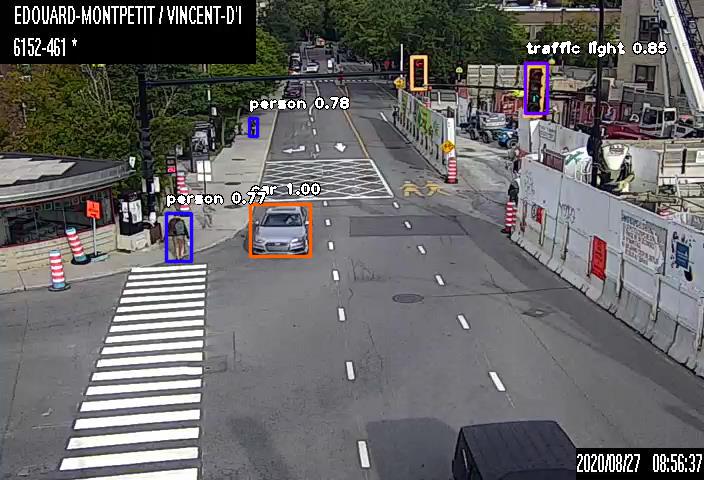 EDOUARD-MONTPETIT / VINCENT-D'I
6152-461 *
traffic light 0.85
person 0.78
person 0.77
car 1.00
2020/08/27 08:56:37